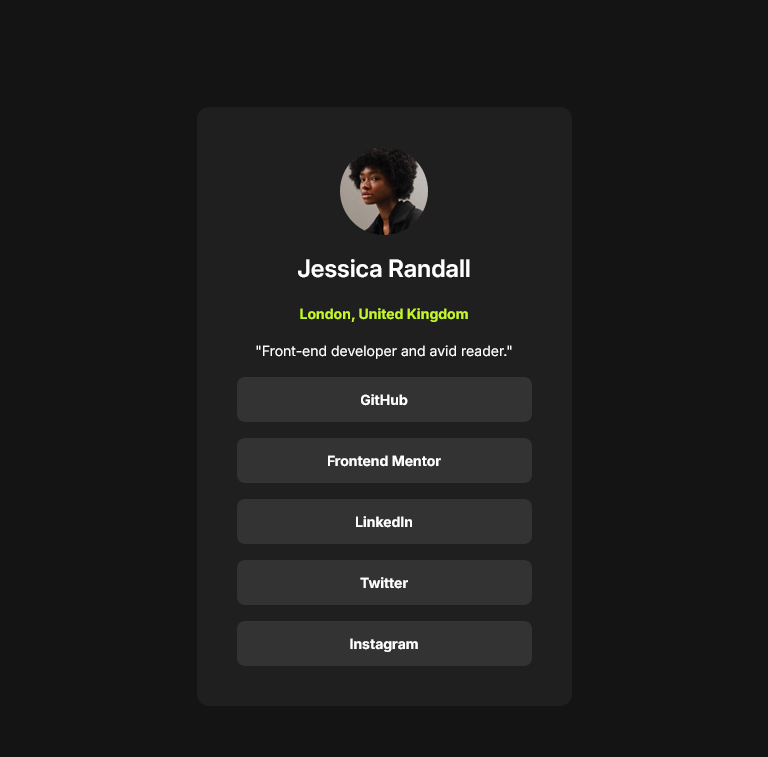 Jessica Randall
London, United Kingdom
"Front-end developer and avid reader."
GitHub
Frontend Mentor
LinkedIn
Twitter
Instagram